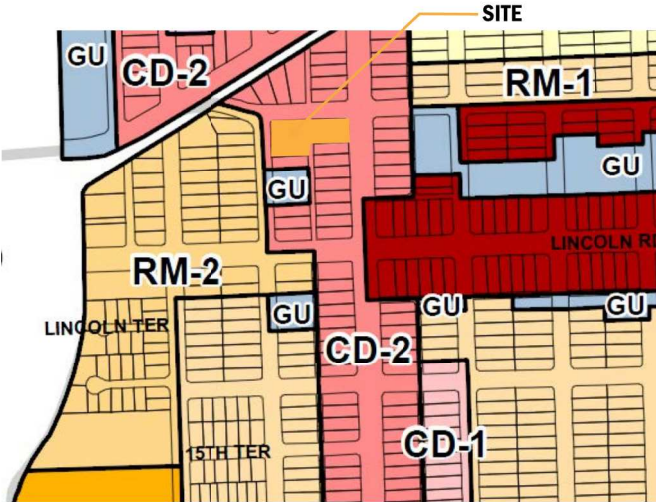 SITE
GU
CD-2
RM-1
GU
GU
LINCOLN RD
RM-2
GU
GU
GU
LINCOLN TER
CD-2
CD-1
15TH TER